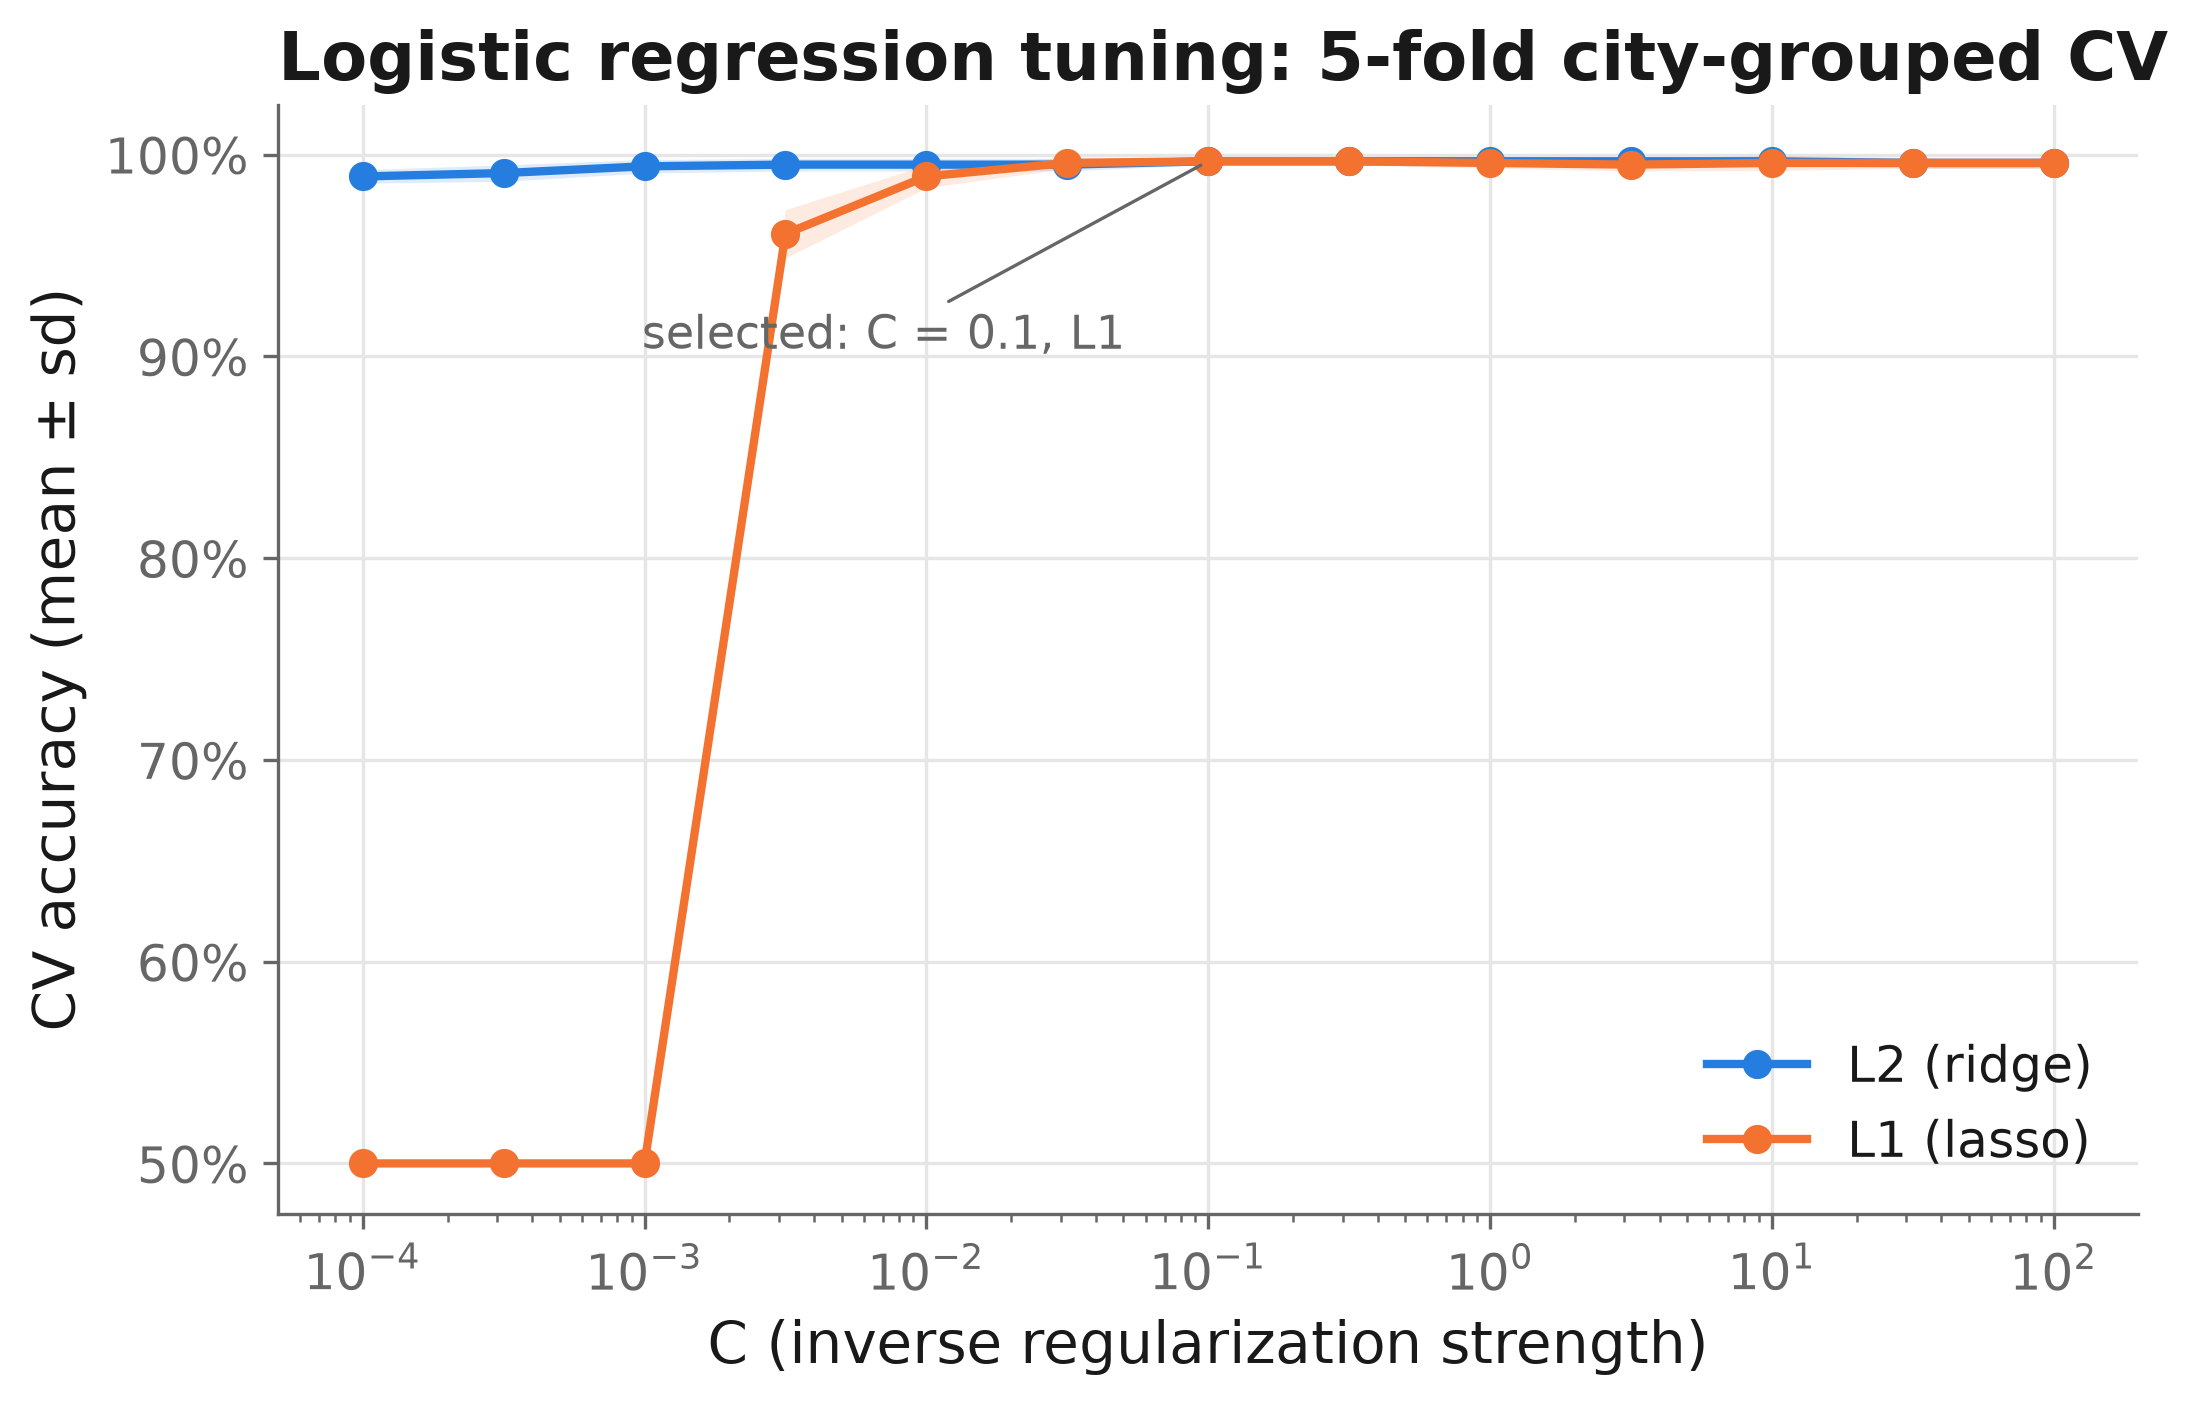 Logistic regression tuning: 5-fold city-grouped CV
CV accuracy (mean ± sd)
100%
90%
80%
70%
60%
50%
selected: C = 0.1, L1
L2 (ridge)
L1 (lasso)
10⁻⁴ 10⁻³ 10⁻² 10⁻¹ 10⁰ 10¹ 10²
C (inverse regularization strength)